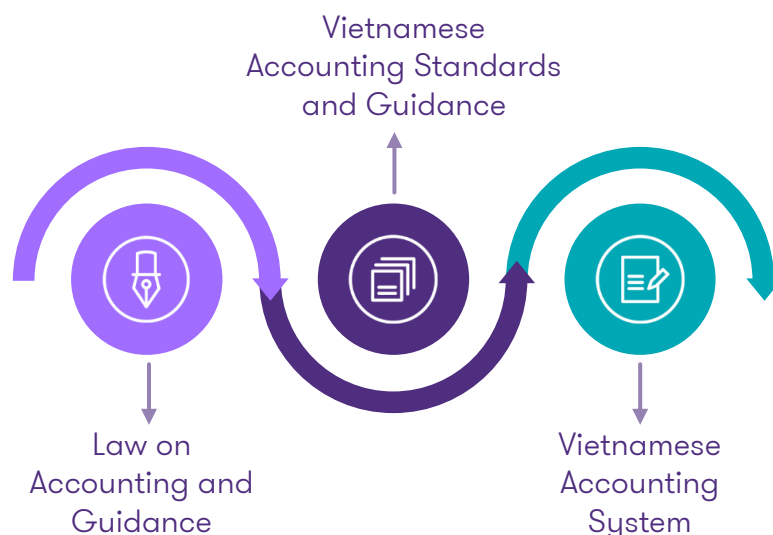 Vietnamese
Accounting Standards
and Guidance
Law on
Accounting and
Guidance
Vietnamese
Accounting
System